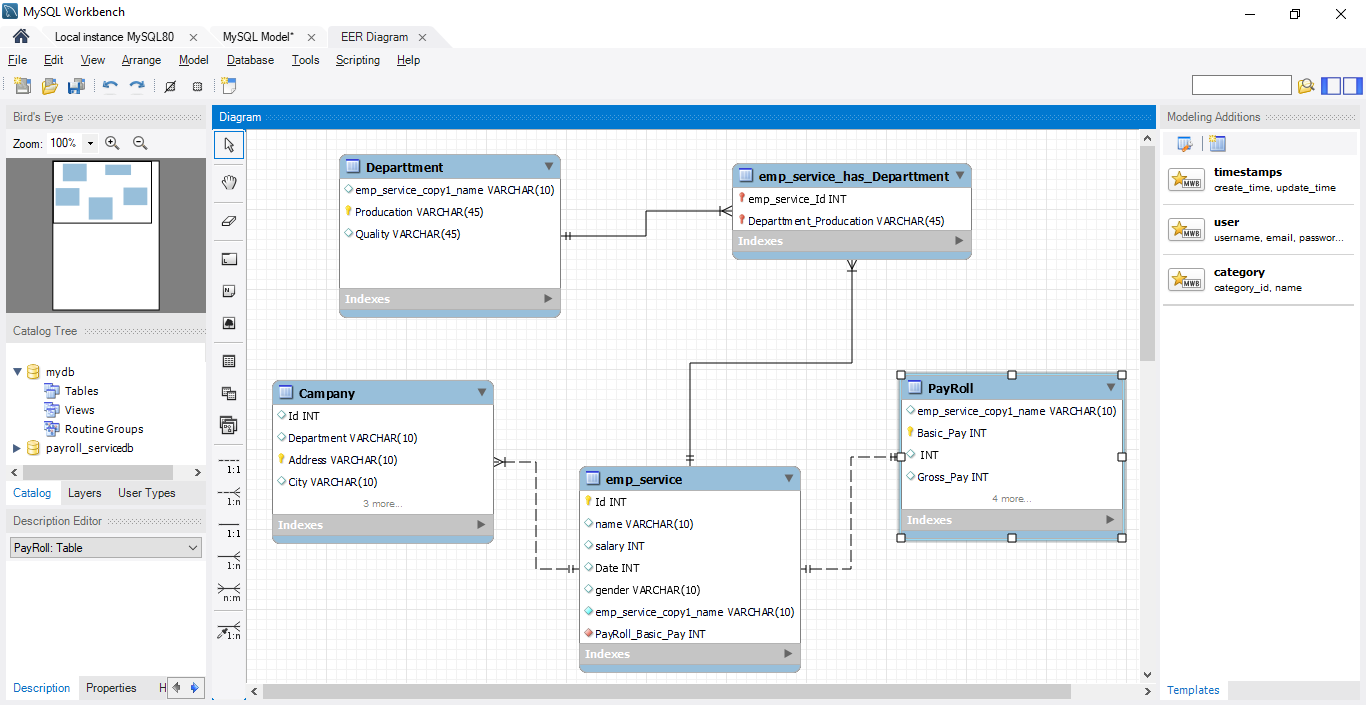 MySQL Workbench
Local instance MySQL80
MySQL Model*
EER Diagram
File Edit View Arrange Model Database Tools Scripting Help
Bird's Eye
Zoom: 100%
Catalog Tree
mydb
Tables
Views
Routine Groups
payroll_servicedb
Catalog Layers User Types
Description Editor
PayRoll: Table
Description Properties H
Diagram
1:1
1:n
1:1
1:n
n:m
1:n
Departtment
emp_service_copy1_name VARCHAR(10)
Producation VARCHAR(45)
Quality VARCHAR(45)
Indexes
emp_service_has_Departtment
emp_service_Id INT
Departtment_Producation VARCHAR(45)
Indexes
Campany
Id INT
Department VARCHAR(10)
Address VARCHAR(10)
City VARCHAR(10)
3 more...
Indexes
emp_service
Id INT
name VARCHAR(10)
salary INT
Date INT
gender VARCHAR(10)
emp_service_copy1_name VARCHAR(10)
PayRoll_Basic_Pay INT
Indexes
PayRoll
emp_service_copy1_name VARCHAR(10)
Basic_Pay INT
INT
Gross_Pay INT
4 more...
Indexes
Modeling Additions
MWB
timestamps
create_time, update_time
MWB
user
username, email, passwor...
MWB
category
category_id, name
Templates